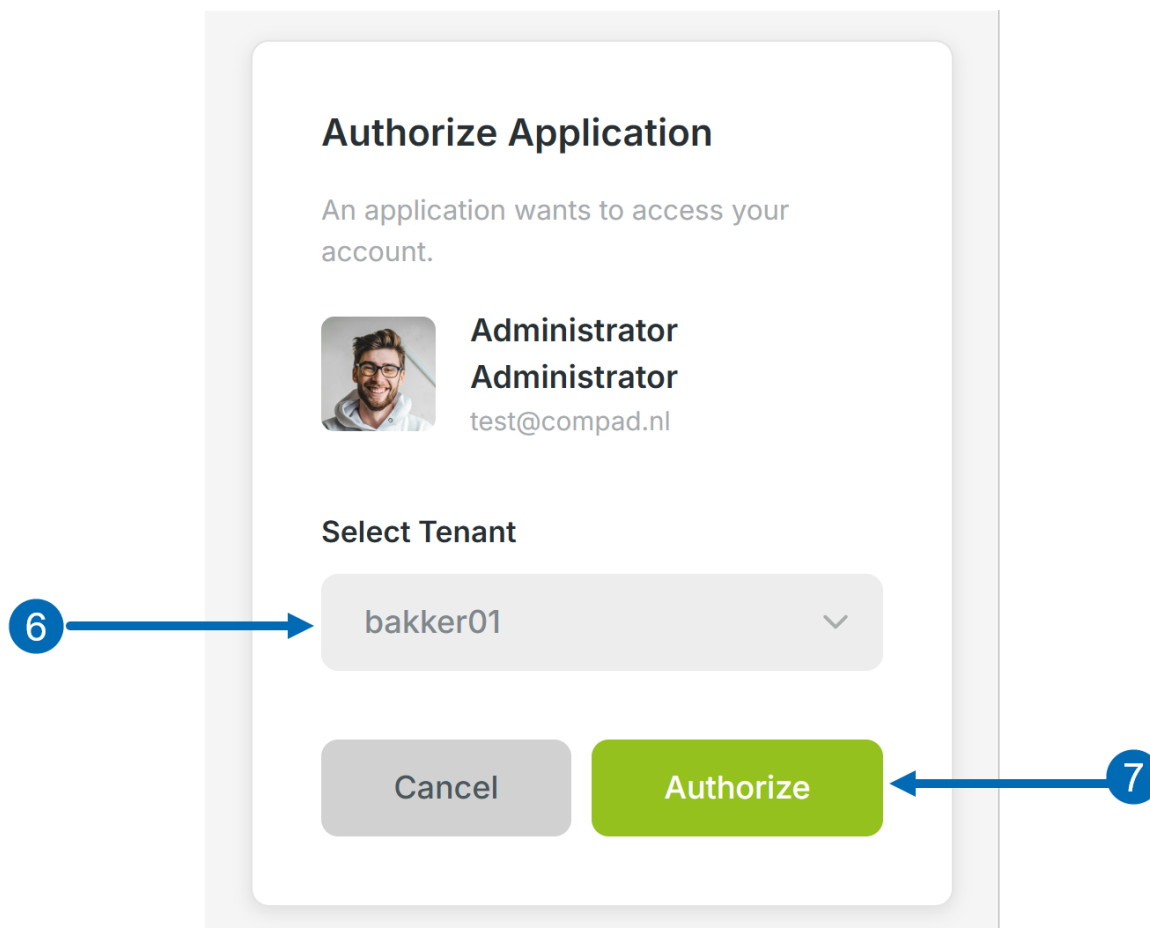 Authorize Application
An application wants to access your
account.
Administrator
Administrator
test@compad.nl
Select Tenant
6
bakker01
Cancel
Authorize
7